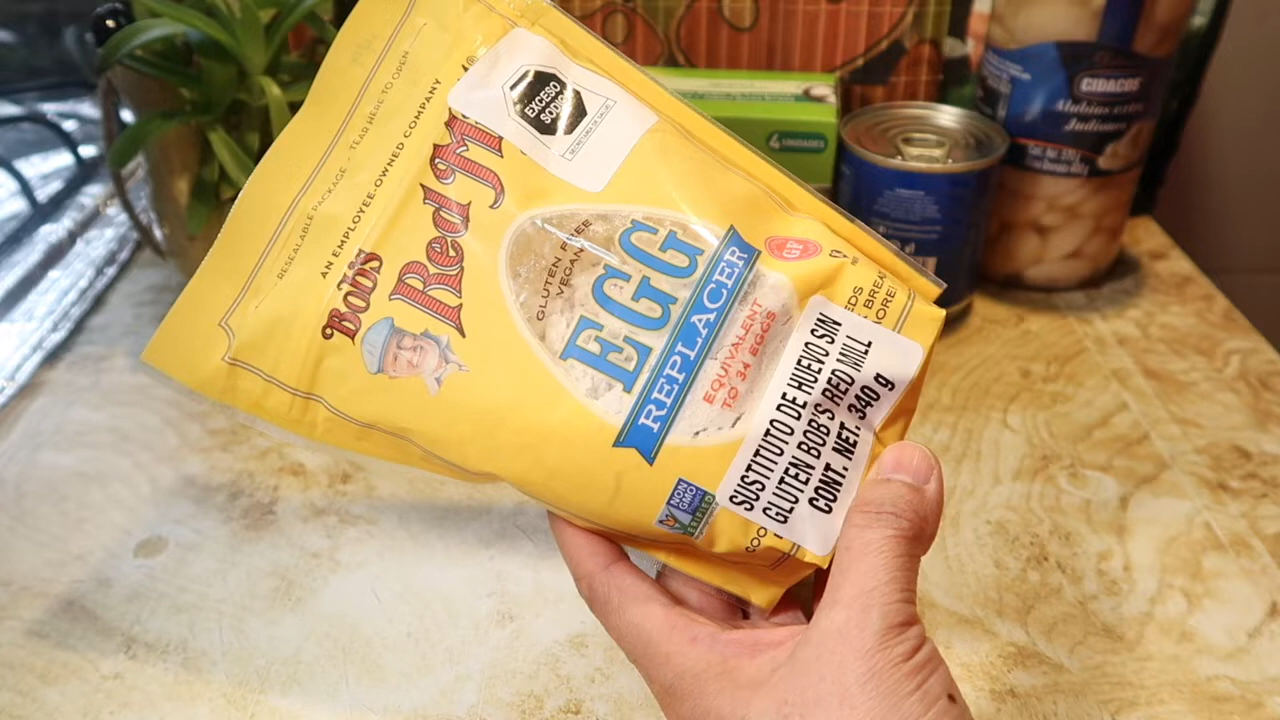 RESEALABLE PACKAGE - TEAR HERE TO OPEN
AN EMPLOYEE-OWNED COMPANY
Bob's
Red M
EXCESO
SODIO
SECRETARÍA DE SALUD
GLUTEN FREE
VEGAN
EGG
REPLACER
EQUIVALENT
TO 34 EGGS
GF
NON
GMO
Project
VERIFIED
SUSTITUTO DE HUEVO SIN
GLUTEN BOB'S RED MILL
CONT. NET. 340 g
4 UNIDADES
CIDACOS
Alubias extra
Judiones